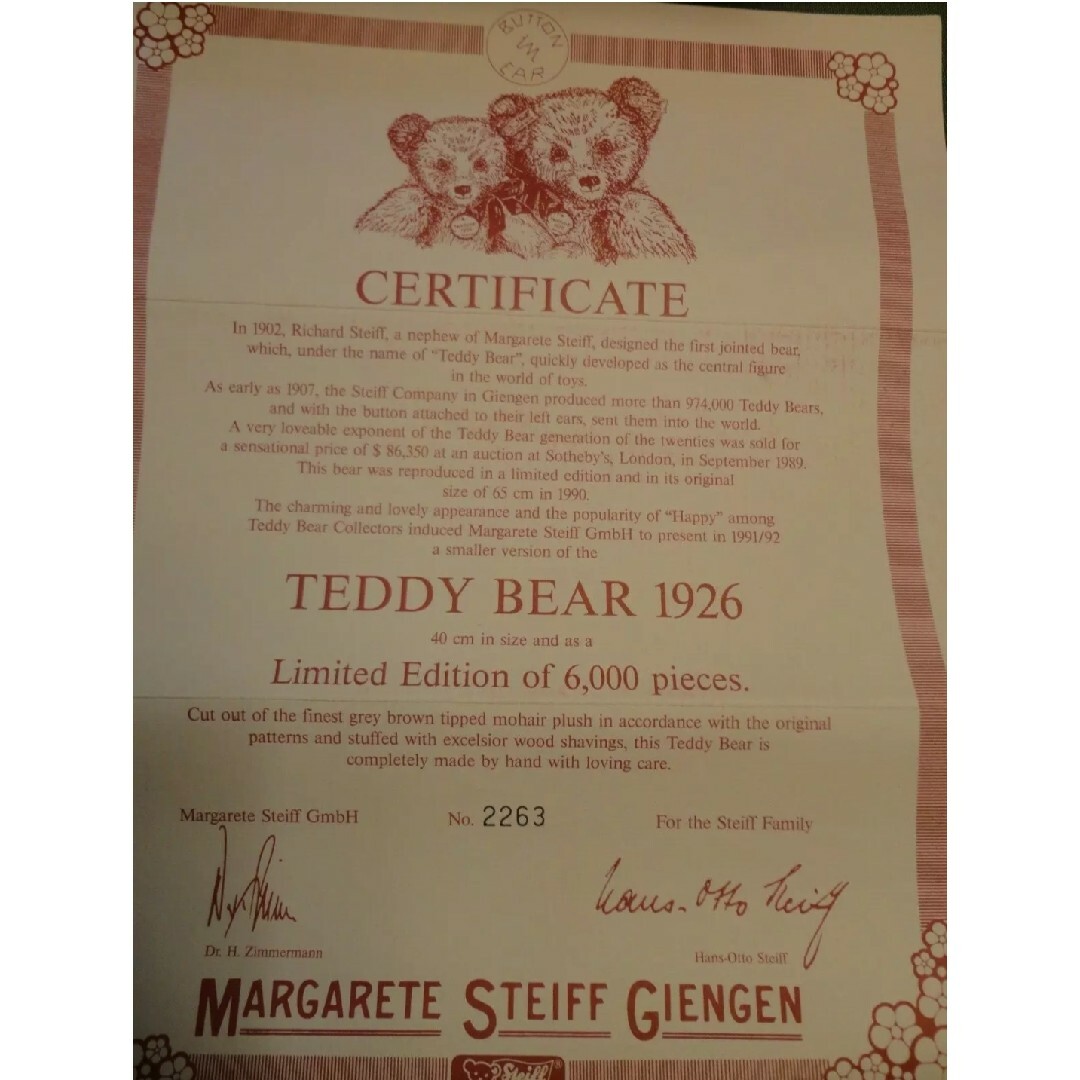 BUTTON
IN
EAR
CERTIFICATE
In 1902, Richard Steiff, a nephew of Margarete Steiff, designed the first jointed bear,
which, under the name of "Teddy Bear", quickly developed as the central figure
in the world of toys.
As early as 1907, the Steiff Company in Giengen produced more than 974,000 Teddy Bears,
and with the button attached to their left ears, sent them into the world.
A very loveable exponent of the Teddy Bear generation of the twenties was sold for
a sensational price of $ 86,350 at an auction at Sotheby's, London, in September 1989.
This bear was reproduced in a limited edition and in its original
size of 65 cm in 1990.
The charming and lovely appearance and the popularity of "Happy" among
Teddy Bear Collectors induced Margarete Steiff GmbH to present in 1991/92
a smaller version of the
TEDDY BEAR 1926
40 cm in size and as a
Limited Edition of 6,000 pieces.
Cut out of the finest grey brown tipped mohair plush in accordance with the original
patterns and stuffed with excelsior wood shavings, this Teddy Bear is
completely made by hand with loving care.
Margarete Steiff GmbH No. 2263 For the Steiff Family
Hans-Otto Steiff
Dr. H. Zimmermann Hans-Otto Steiff
MARGARETE STEIFF GIENGEN
Steiff